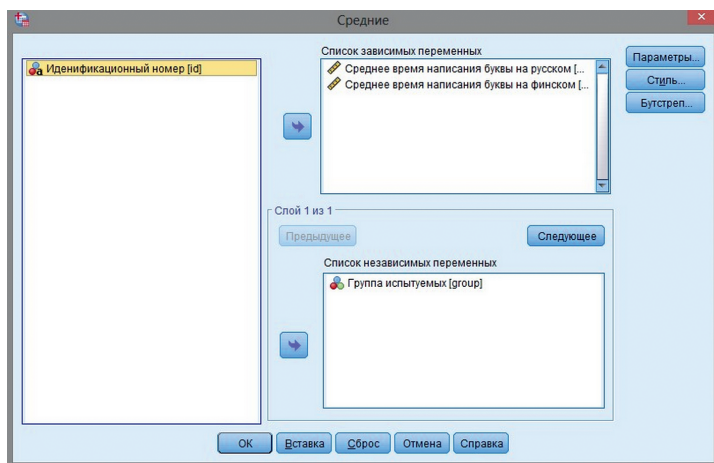 Средние
Иденификационный номер [id]
Список зависимых переменных
Среднее время написания буквы на русском [...
Среднее время написания буквы на финском [...
Параметры...
Стиль...
Бутстреп...
Слой 1 из 1
Предыдущее
Следующее
Список независимых переменных
Группа испытуемых [group]
ОК
Вставка
Сброс
Отмена
Справка